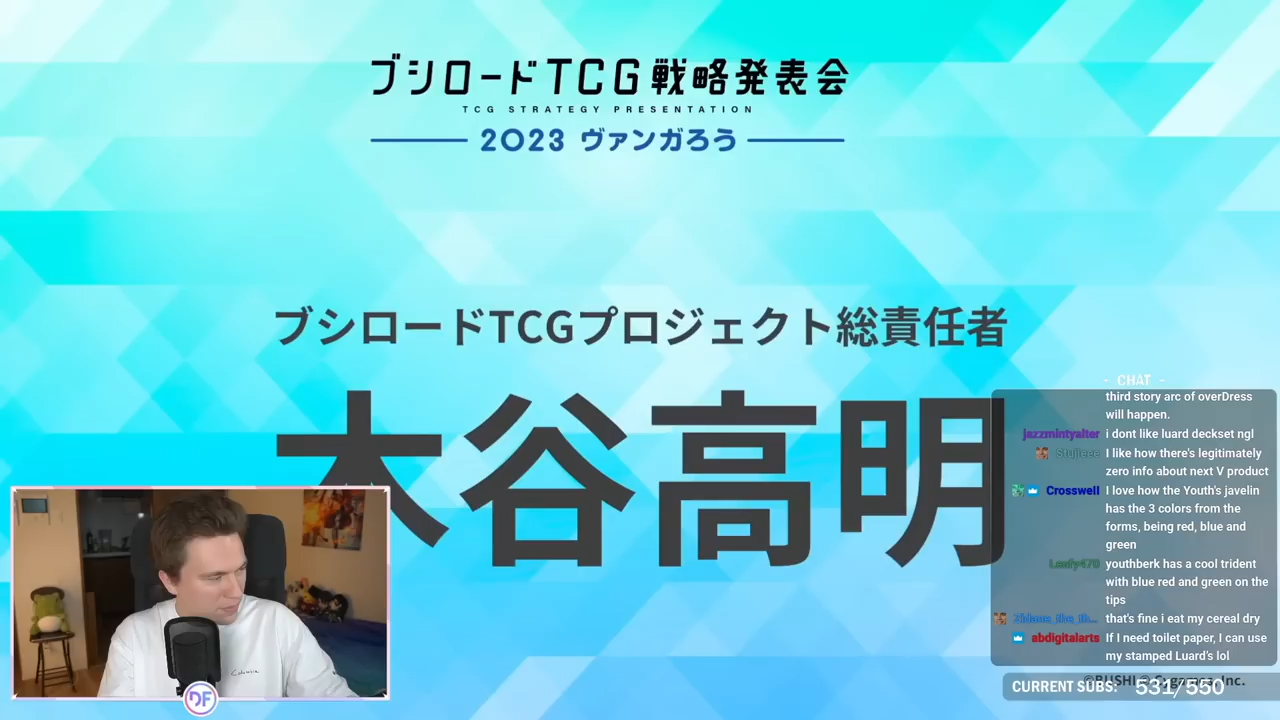 ブシロードTCG戦略発表会
TCG STRATEGY PRESENTATION
2023 ヴァンガろう
ブシロードTCGプロジェクト総責任者
木谷高明
- CHAT -
third story arc of overDress
will happen.
jazzmintyalter i dont like luard deckset ngl
Stujieee I like how there's legitimately
zero info about next V product
Crosswell I love how the Youth's javelin
has the 3 colors from the
forms, being red, blue and
green
Leafy470 youthberk has a cool trident
with blue red and green on the
tips
that's fine i eat my cereal dry
abdigitalarts If I need toilet paper, I can use
my stamped Luard's lol
Inc.
CURRENT SUBS: 531/550
DF